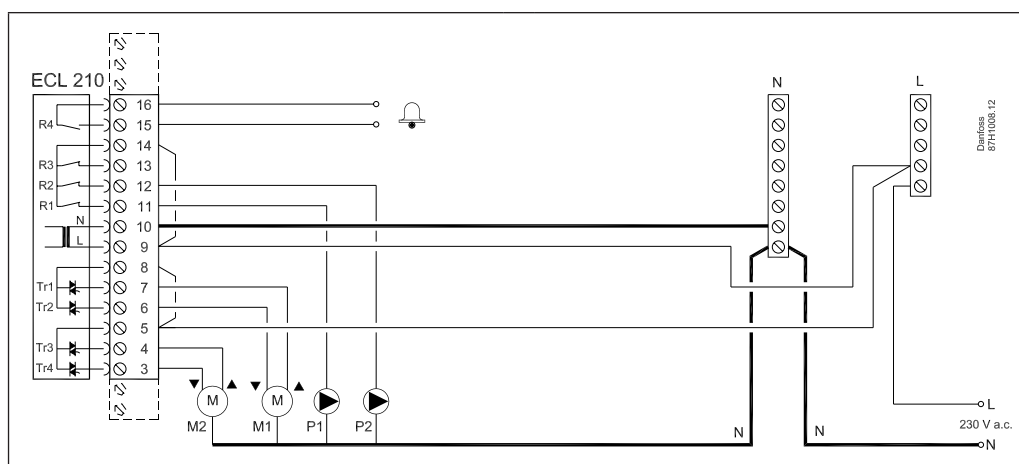 ECL 210
N
L
16
R4
15
14
R3
13
R2
12
R1
11
N
10
L
9
8
Tr1
7
Tr2
6
5
Tr3
4
Tr4
3
M
M
M2
M1
P1
P2
N
N
L
230 V a.c.
N
Danfoss
87H1008.12